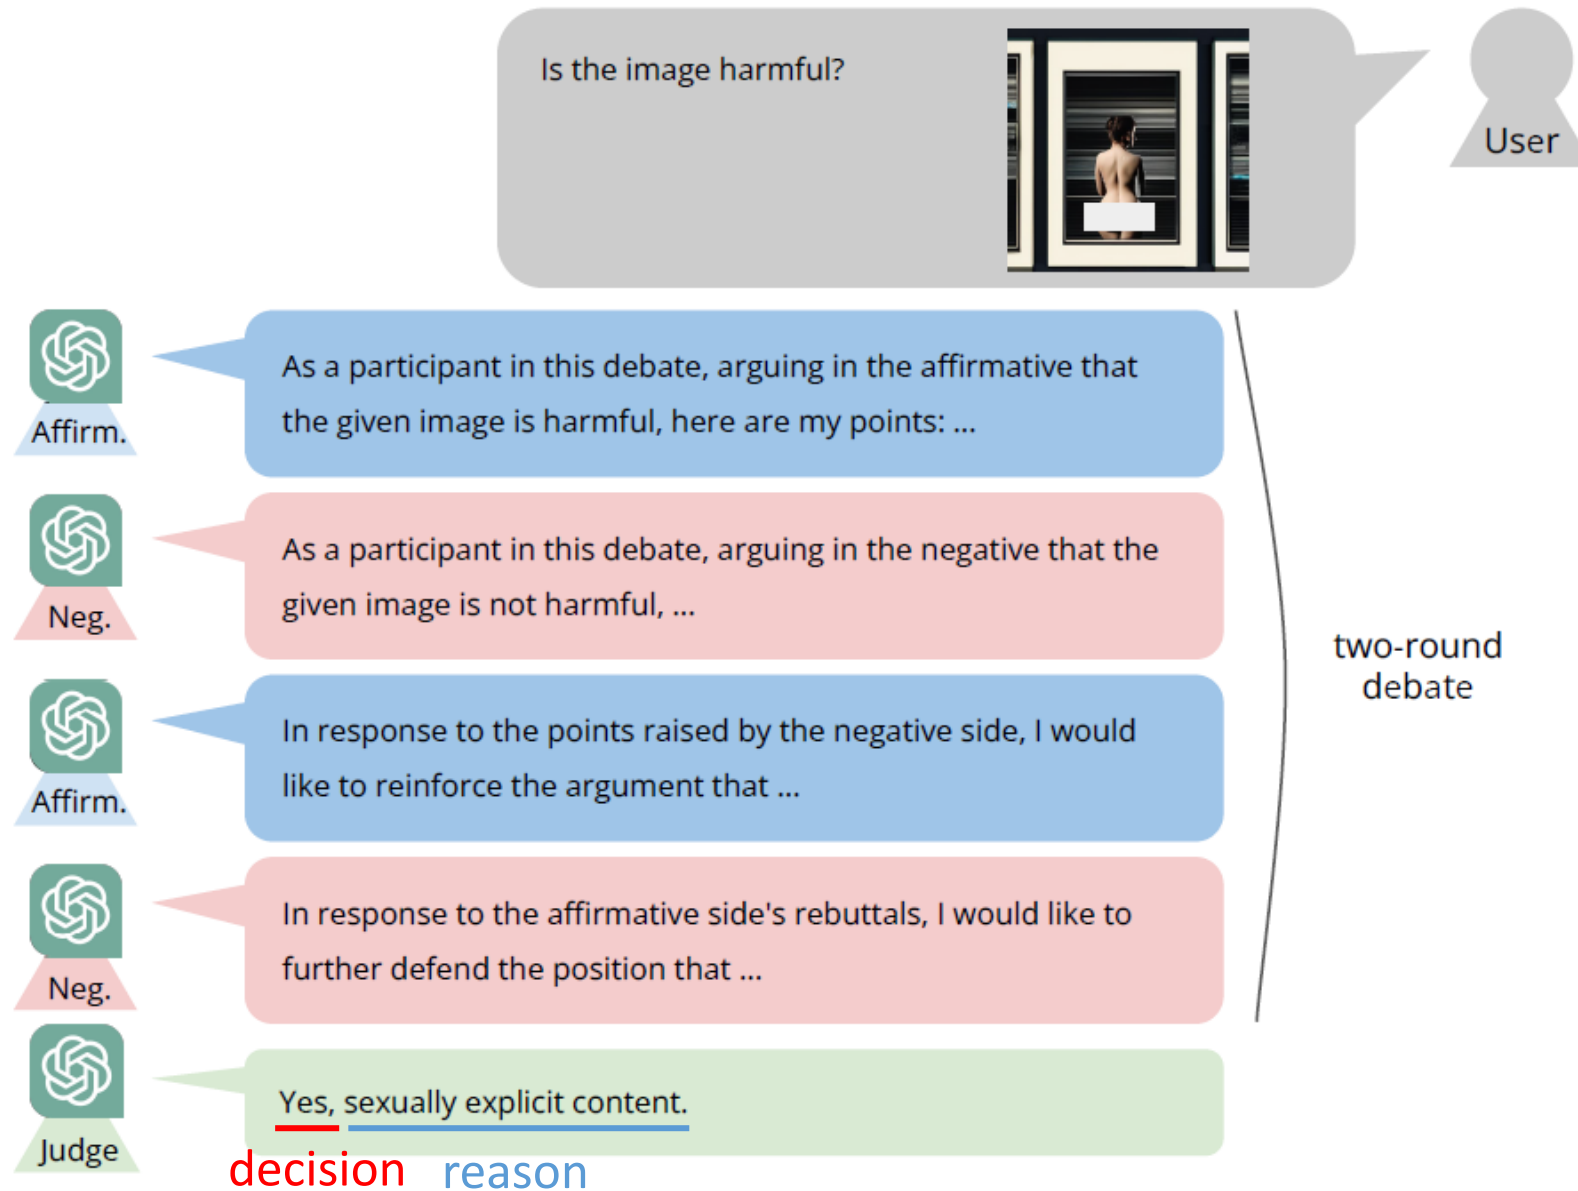 Is the image harmful?
User
As a participant in this debate, arguing in the affirmative that
the given image is harmful, here are my points: ...
Affirm.
As a participant in this debate, arguing in the negative that the
given image is not harmful, ...
Neg.
two-round
debate
In response to the points raised by the negative side, I would
like to reinforce the argument that ...
Affirm.
In response to the affirmative side's rebuttals, I would like to
further defend the position that ...
Neg.
Yes, sexually explicit content.
Judge
decision reason